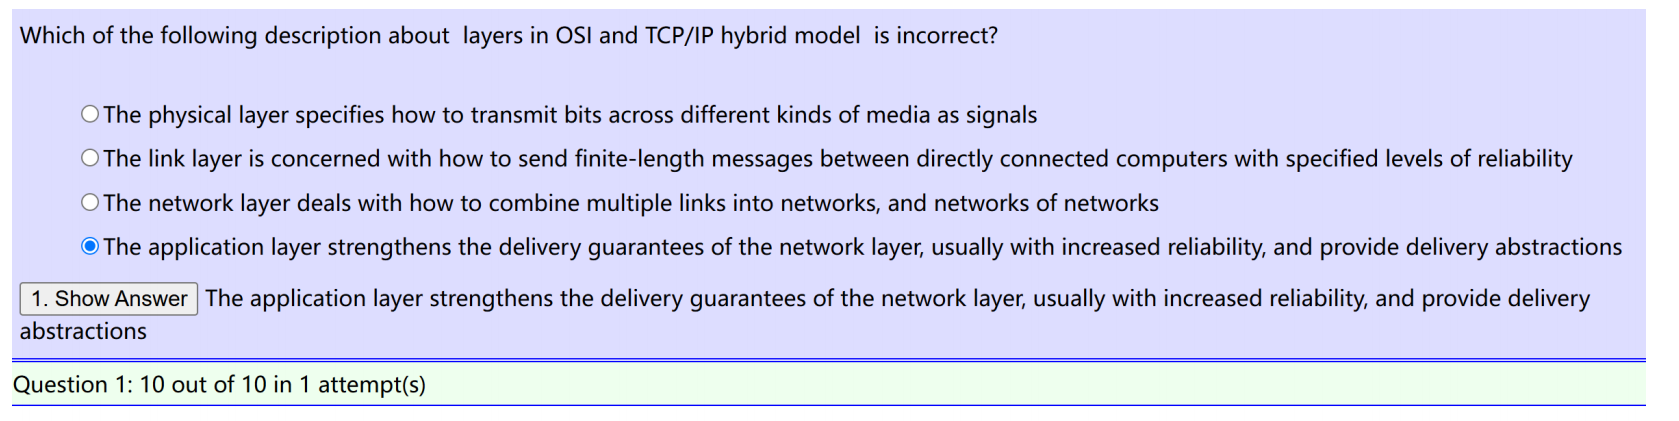 Which of the following description about  layers in OSI and TCP/IP hybrid model  is incorrect?
The physical layer specifies how to transmit bits across different kinds of media as signals
The link layer is concerned with how to send finite-length messages between directly connected computers with specified levels of reliability
The network layer deals with how to combine multiple links into networks, and networks of networks
The application layer strengthens the delivery guarantees of the network layer, usually with increased reliability, and provide delivery abstractions
1. Show Answer The application layer strengthens the delivery guarantees of the network layer, usually with increased reliability, and provide delivery
abstractions
Question 1: 10 out of 10 in 1 attempt(s)